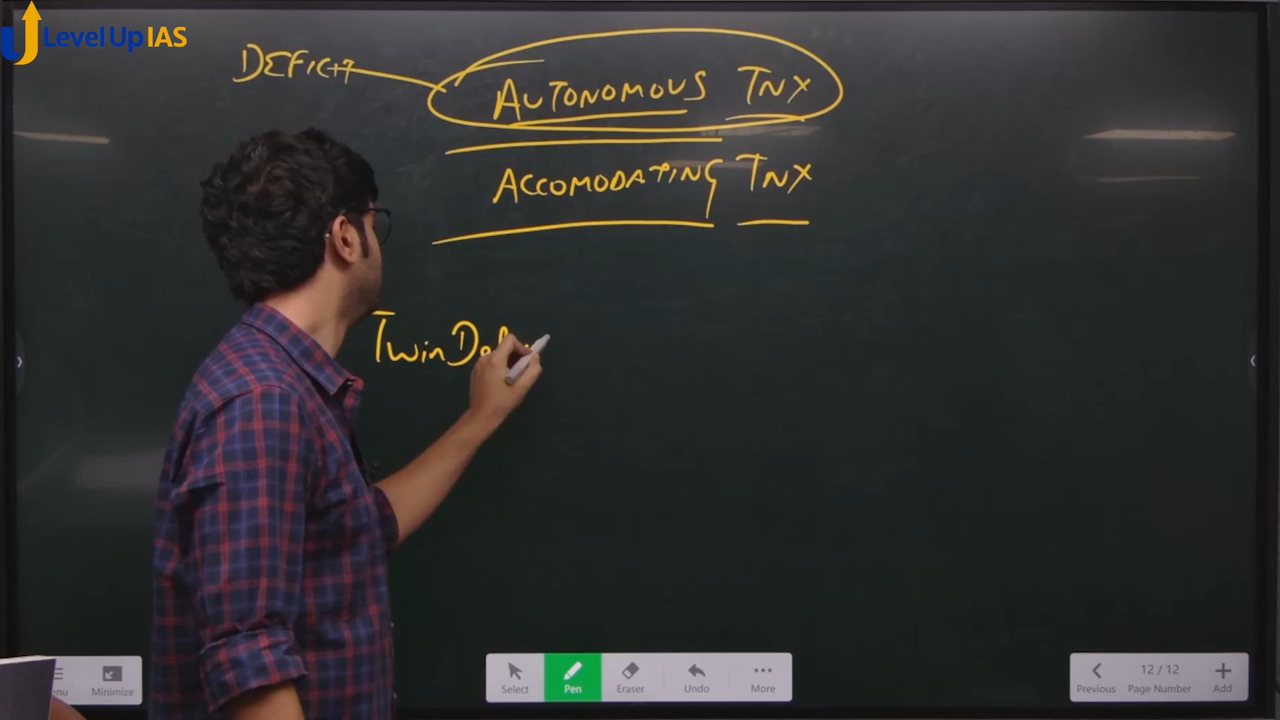 Level Up IAS
DEFICIT
AUTONOMOUS TNX
ACCOMODATING TNX
Twin
Select
Pen
Eraser
Undo
More
Minimize
Previous
12 / 12
Page Number
Add